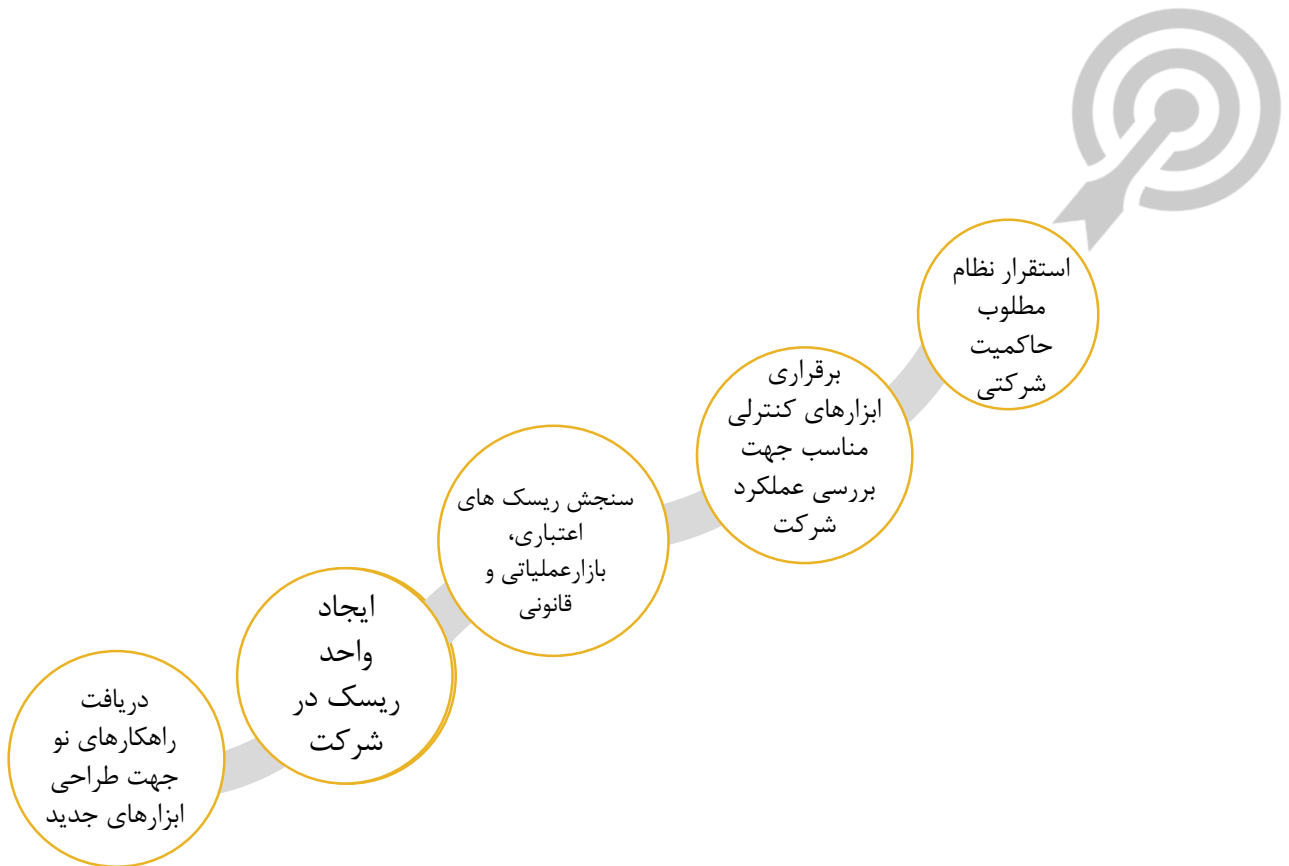 استقرار نظام
مطلوب
حاکمیت
شرکتی
برقراری
ابزارهای کنترلی
مناسب جهت
بررسی عملکرد
شرکت
سنجش ریسک های
اعتباری،
بازارعملیاتی و
قانونی
ایجاد
واحد
ریسک در
شرکت
دریافت
راهکارهای نو
جهت طراحی
ابزارهای جدید